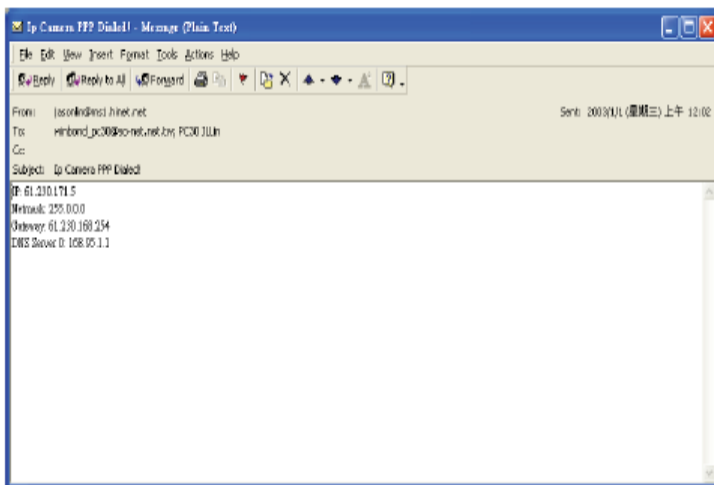 Ip Camera PPP Dialed! - Message (Plain Text)
File Edit View Insert Format Tools Actions Help
Reply Reply to All Forward
From: jasonlin@ms1.hinet.net Sent: 2003/1/1 (星期三) 上午 12:02
To: winbond_pc30@so-net.net.tw; PC30 JLLin
Cc:
Subject: Ip Camera PPP Dialed!
IP: 61.230.171.5
Netmask: 255.0.0.0
Gateway: 61.230.168.254
DNS Server 0: 168.95.1.1